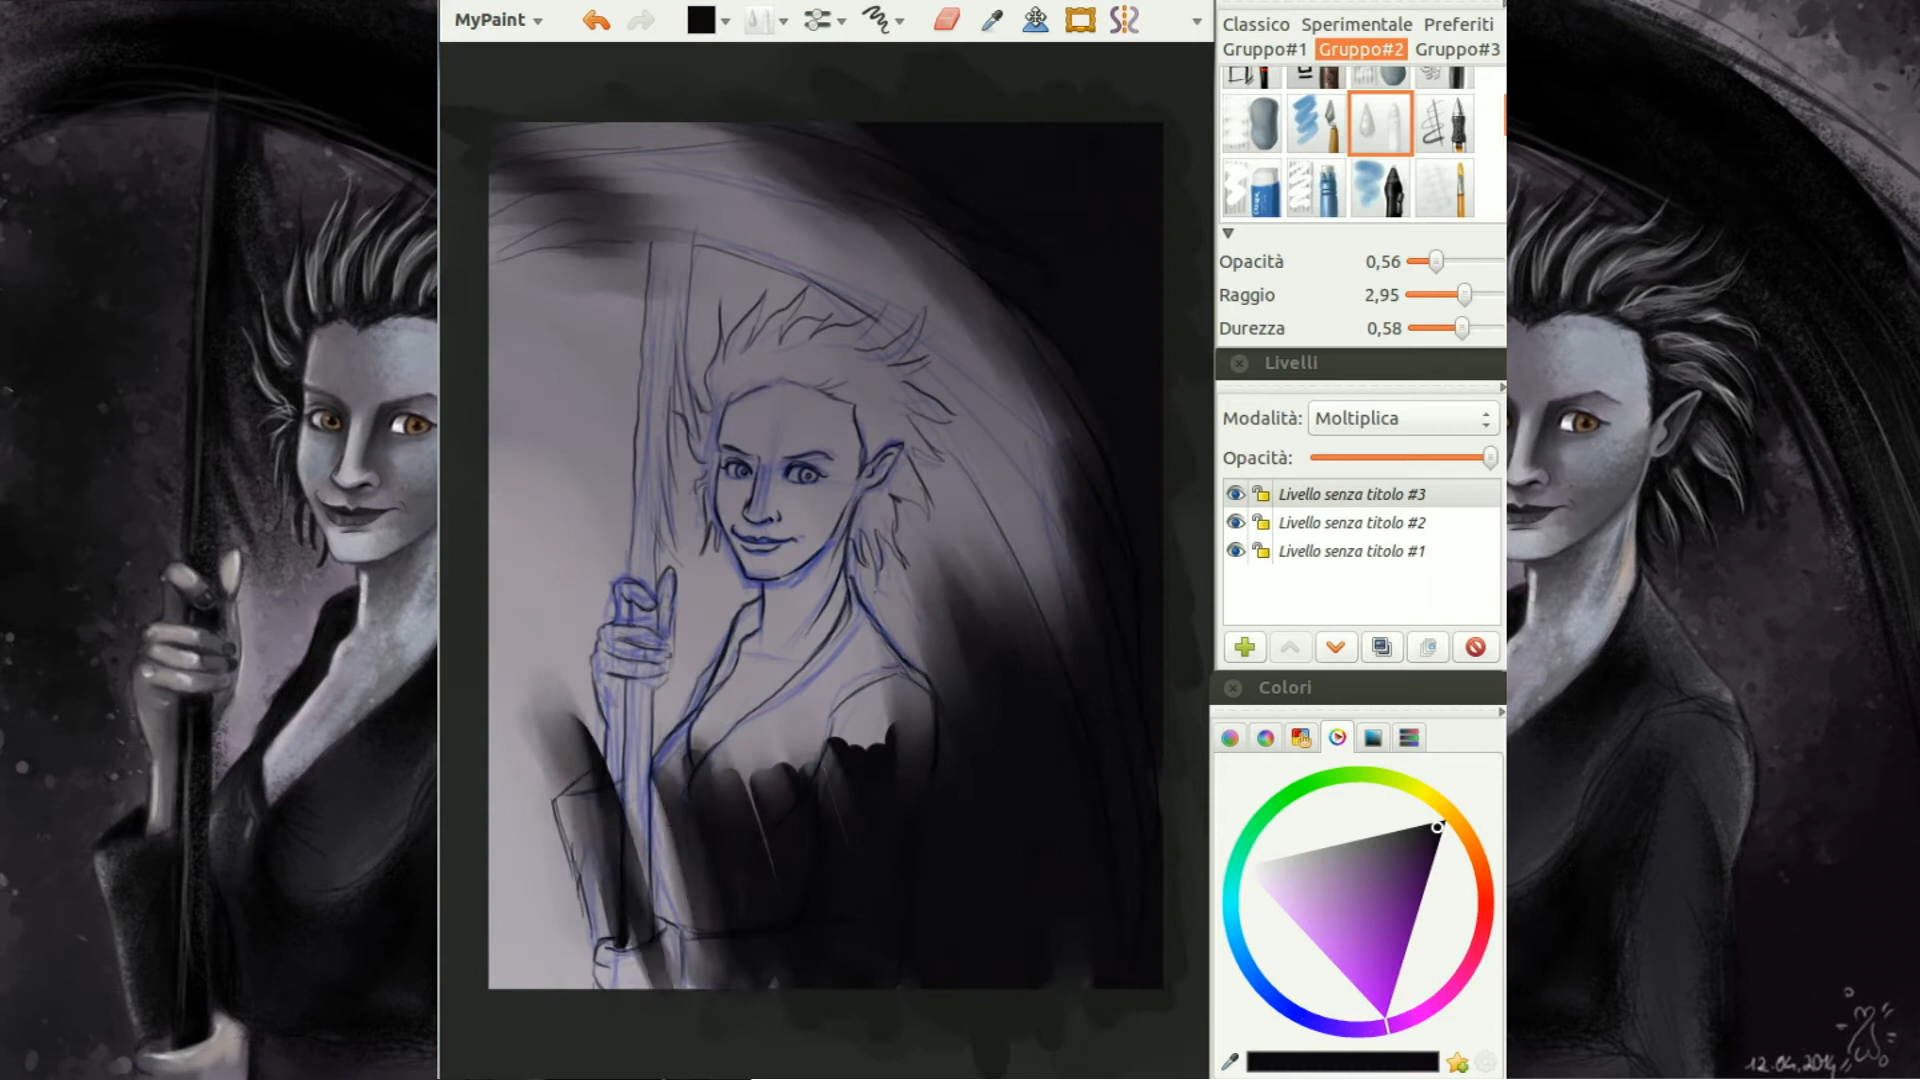 MyPaint
Classico Sperimentale Preferiti
Gruppo#1 Gruppo#2 Gruppo#3
Opacità 0,56
Raggio 2,95
Durezza 0,58
Livelli
Modalità: Moltiplica
Opacità:
Livello senza titolo #3
Livello senza titolo #2
Livello senza titolo #1
Colori
12.04.2014